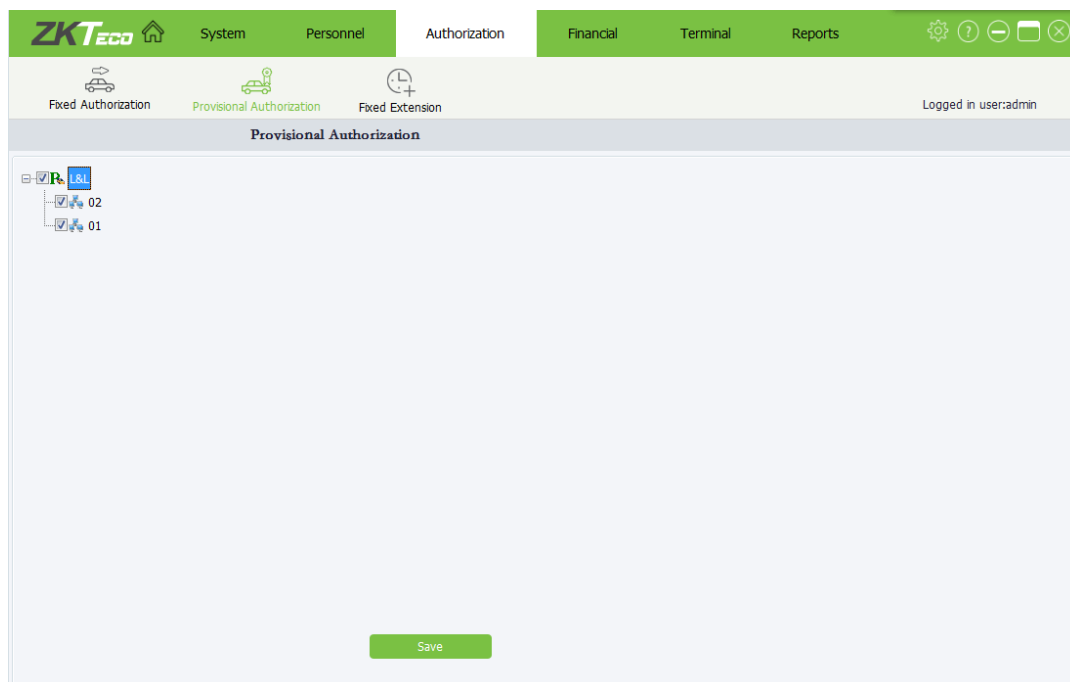 ZKTeco System Personnel Authorization Financial Terminal Reports
Fixed Authorization Provisional Authorization Fixed Extension Logged in user:admin
Provisional Authorization
L&L
02
01
Save